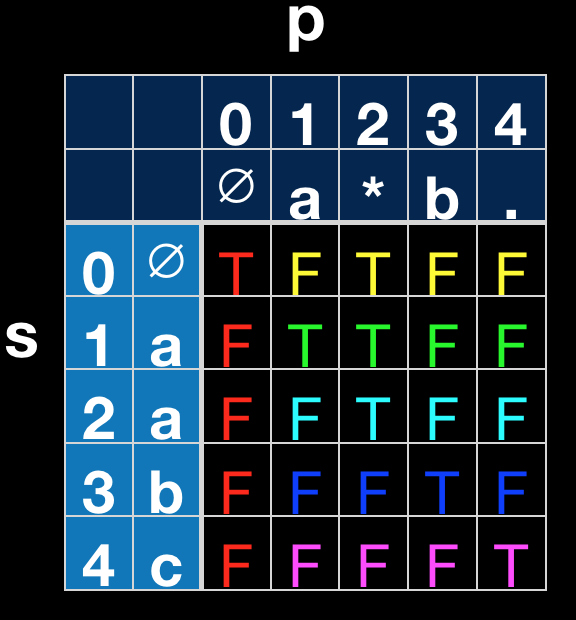 p
0 1 2 3 4
∅ a * b .
0 ∅ T F T F F
s
1 a F T T F F
2 a F F T F F
3 b F F F T F
4 c F F F F T